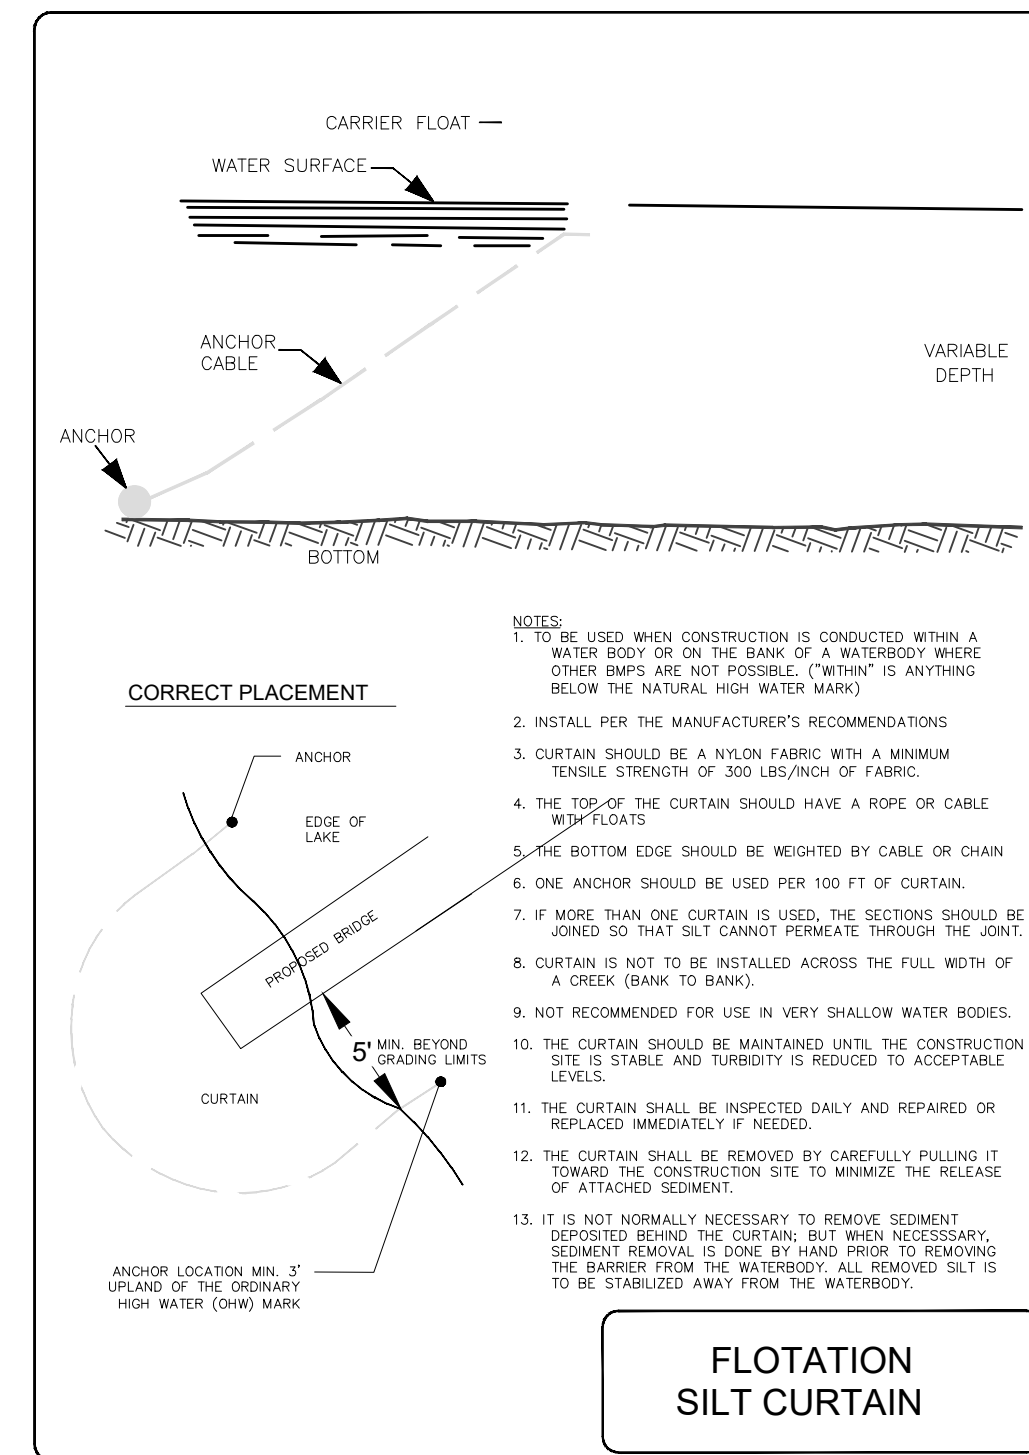 CARRIER FLOAT
WATER SURFACE
ANCHOR
CABLE
VARIABLE
DEPTH
ANCHOR
BOTTOM
CORRECT PLACEMENT
ANCHOR
EDGE OF
LAKE
PROPOSED BRIDGE
5' MIN. BEYOND
GRADING LIMITS
CURTAIN
ANCHOR LOCATION MIN. 3'
UPLAND OF THE ORDINARY
HIGH WATER (OHW) MARK
NOTES:
1. TO BE USED WHEN CONSTRUCTION IS CONDUCTED WITHIN A
WATER BODY OR ON THE BANK OF A WATERBODY WHERE
OTHER BMPS ARE NOT POSSIBLE. ("WITHIN" IS ANYTHING
BELOW THE NATURAL HIGH WATER MARK)
2. INSTALL PER THE MANUFACTURER'S RECOMMENDATIONS
3. CURTAIN SHOULD BE A NYLON FABRIC WITH A MINIMUM
TENSILE STRENGTH OF 300 LBS/INCH OF FABRIC.
4. THE TOP OF THE CURTAIN SHOULD HAVE A ROPE OR CABLE
WITH FLOATS
5. THE BOTTOM EDGE SHOULD BE WEIGHTED BY CABLE OR CHAIN
6. ONE ANCHOR SHOULD BE USED PER 100 FT OF CURTAIN.
7. IF MORE THAN ONE CURTAIN IS USED, THE SECTIONS SHOULD BE
JOINED SO THAT SILT CANNOT PERMEATE THROUGH THE JOINT.
8. CURTAIN IS NOT TO BE INSTALLED ACROSS THE FULL WIDTH OF
A CREEK (BANK TO BANK).
9. NOT RECOMMENDED FOR USE IN VERY SHALLOW WATER BODIES.
10. THE CURTAIN SHOULD BE MAINTAINED UNTIL THE CONSTRUCTION
SITE IS STABLE AND TURBIDITY IS REDUCED TO ACCEPTABLE
LEVELS.
11. THE CURTAIN SHALL BE INSPECTED DAILY AND REPAIRED OR
REPLACED IMMEDIATELY IF NEEDED.
12. THE CURTAIN SHALL BE REMOVED BY CAREFULLY PULLING IT
TOWARD THE CONSTRUCTION SITE TO MINIMIZE THE RELEASE
OF ATTACHED SEDIMENT.
13. IT IS NOT NORMALLY NECESSARY TO REMOVE SEDIMENT
DEPOSITED BEHIND THE CURTAIN; BUT WHEN NECESSSARY,
SEDIMENT REMOVAL IS DONE BY HAND PRIOR TO REMOVING
THE BARRIER FROM THE WATERBODY. ALL REMOVED SILT IS
TO BE STABILIZED AWAY FROM THE WATERBODY.
FLOTATION
SILT CURTAIN